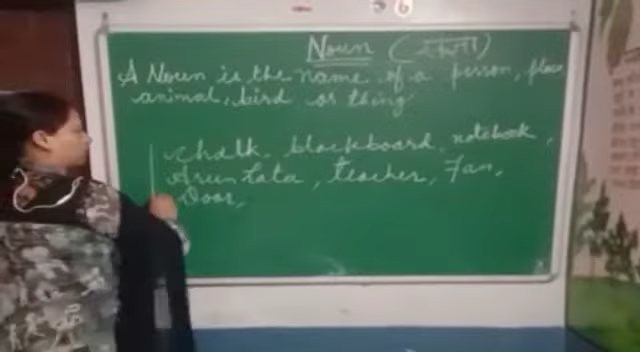 Noun (संज्ञा)
A Noun is the name of a person, place,
animal, bird or thing
chalk, blackboard, notebook,
Arun Lata, teacher, Fan,
Door,